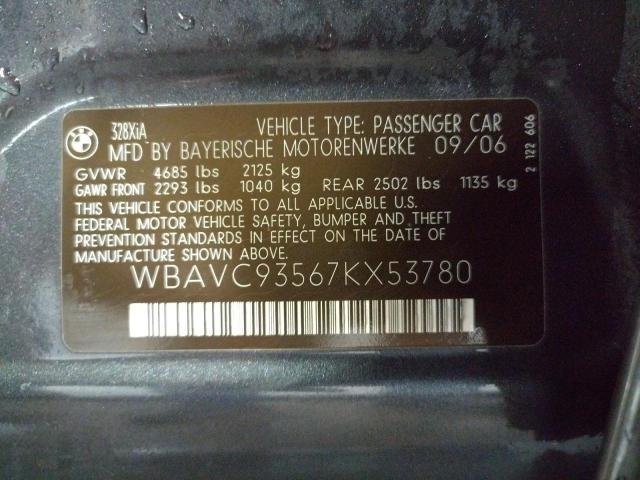 328XiA VEHICLE TYPE: PASSENGER CAR
MFD BY BAYERISCHE MOTORENWERKE 09/06
GVWR 4685 lbs 2125 kg
GAWR FRONT 2293 lbs 1040 kg REAR 2502 lbs 1135 kg
THIS VEHICLE CONFORMS TO ALL APPLICABLE U.S.
FEDERAL MOTOR VEHICLE SAFETY, BUMPER AND THEFT
PREVENTION STANDARDS IN EFFECT ON THE DATE OF
MANUFACTURE SHOWN ABOVE.
WBAVC93567KX53780
2 122 606